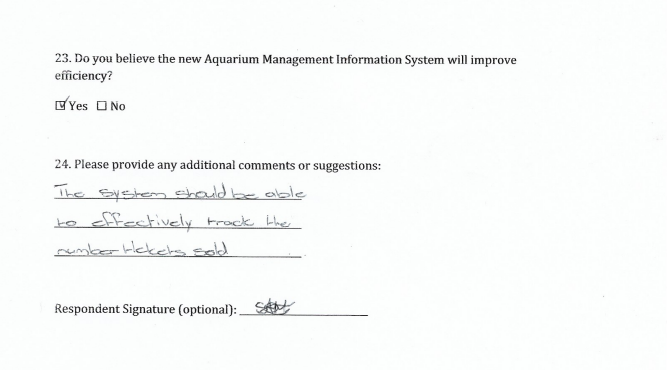 23. Do you believe the new Aquarium Management Information System will improve
efficiency?
☑ Yes ☐ No
24. Please provide any additional comments or suggestions:
The system should be able
to effectively track the
number tickets sold
Respondent Signature (optional):